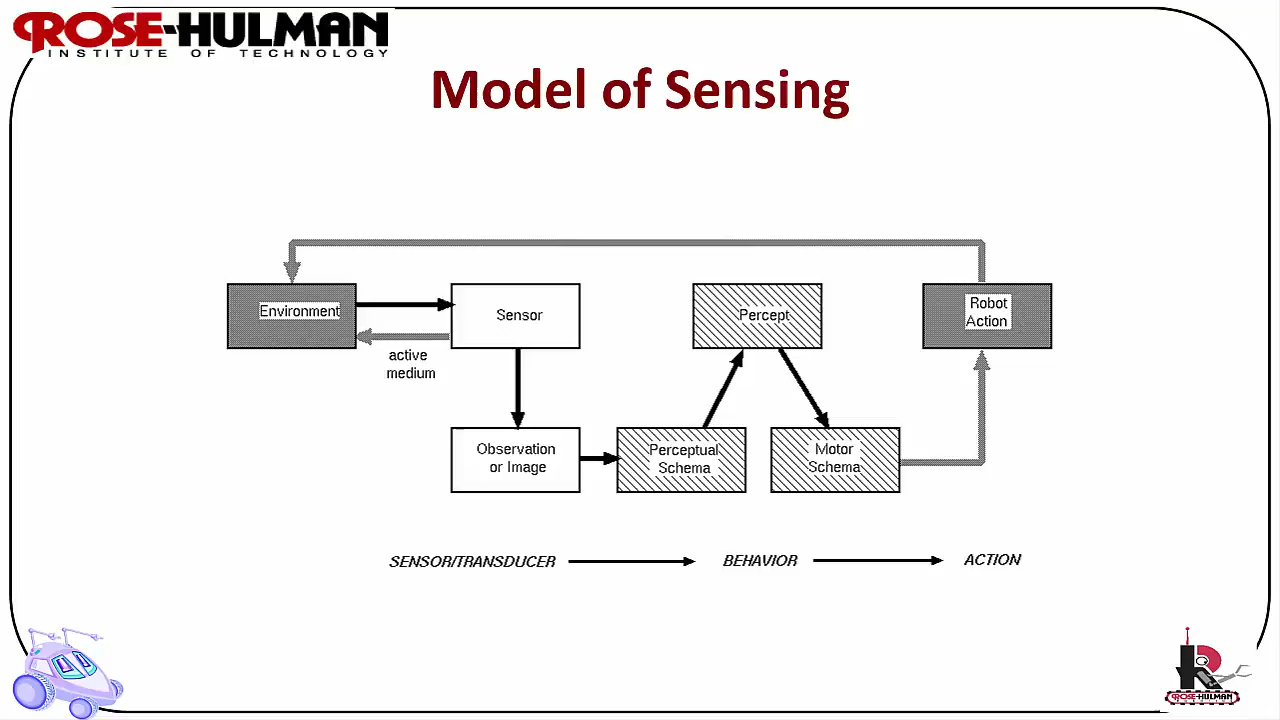 ROSE-HULMAN
INSTITUTE OF TECHNOLOGY
Model of Sensing
Environment
Sensor
active
medium
Percept
Robot
Action
Observation
or Image
Perceptual
Schema
Motor
Schema
SENSOR/TRANSDUCER
BEHAVIOR
ACTION
R
ROSE-HULMAN